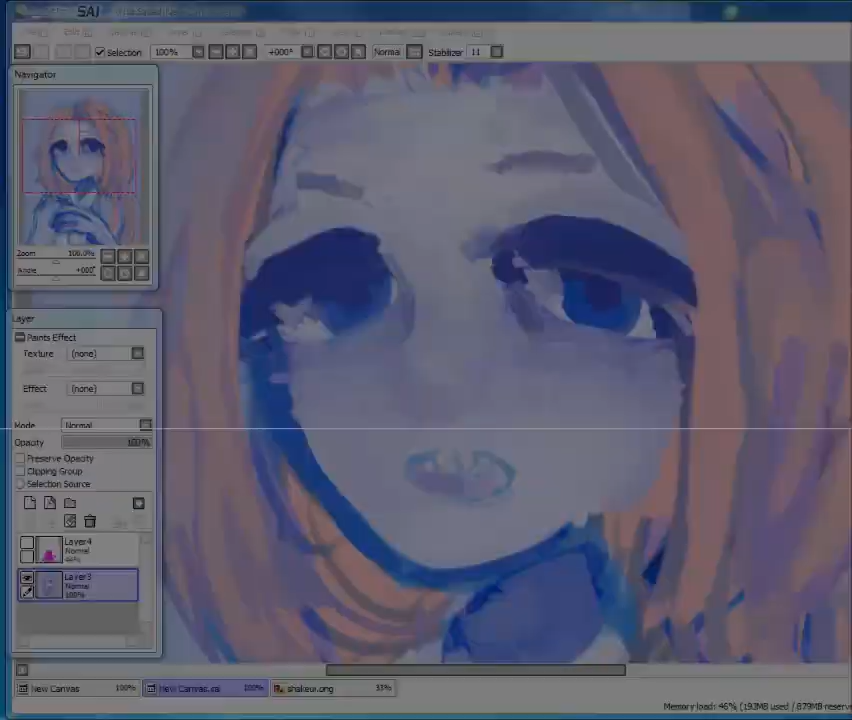 SAI
Selection 100% +000° Normal Stabilizer 11
Navigator
Zoom 100.0%
Angle +000°
Layer
Paints Effect
Texture (none)
Effect (none)
Mode Normal
Opacity 100%
Preserve Opacity
Clipping Group
Selection Source
Layer4
Normal
Layer3
Normal
100%
New Canvas 100% New Canvas.sai 100% shakeur.png 33%
Memory load: 46% (193MB used / 879MB reserve